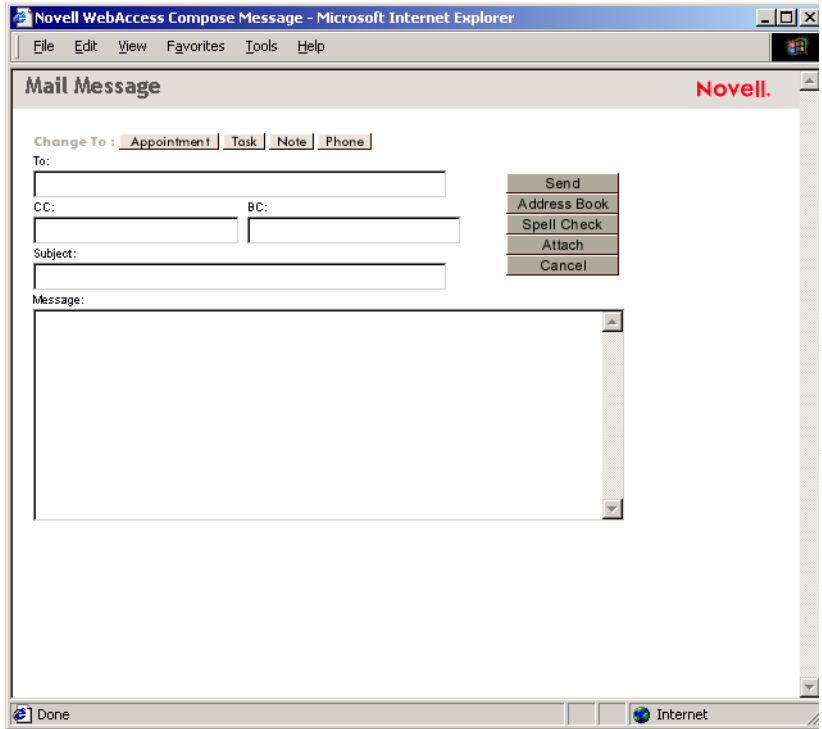 Novell WebAccess Compose Message - Microsoft Internet Explorer
File Edit View Favorites Tools Help
Mail Message
Novell.
Change To : Appointment Task Note Phone
To:
Send
CC: BC:
Address Book
Spell Check
Subject:
Attach
Cancel
Message:
Done
Internet